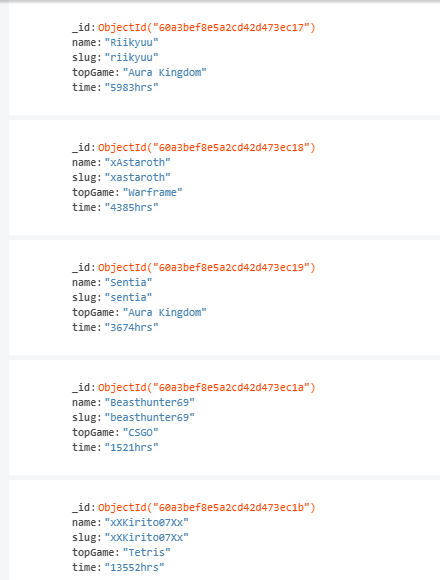 _id: ObjectId("60a3bef8e5a2cd42d473ec17")
name: "Riikyuu"
slug: "riikyuu"
topGame: "Aura Kingdom"
time: "5983hrs"
_id: ObjectId("60a3bef8e5a2cd42d473ec18")
name: "xAstaroth"
slug: "xastaroth"
topGame: "Warframe"
time: "4385hrs"
_id: ObjectId("60a3bef8e5a2cd42d473ec19")
name: "Sentia"
slug: "sentia"
topGame: "Aura Kingdom"
time: "3674hrs"
_id: ObjectId("60a3bef8e5a2cd42d473ec1a")
name: "Beasthunter69"
slug: "beasthunter69"
topGame: "CSGO"
time: "1521hrs"
_id: ObjectId("60a3bef8e5a2cd42d473ec1b")
name: "xXKirito07Xx"
slug: "xXKirito07Xx"
topGame: "Tetris"
time: "13552hrs"